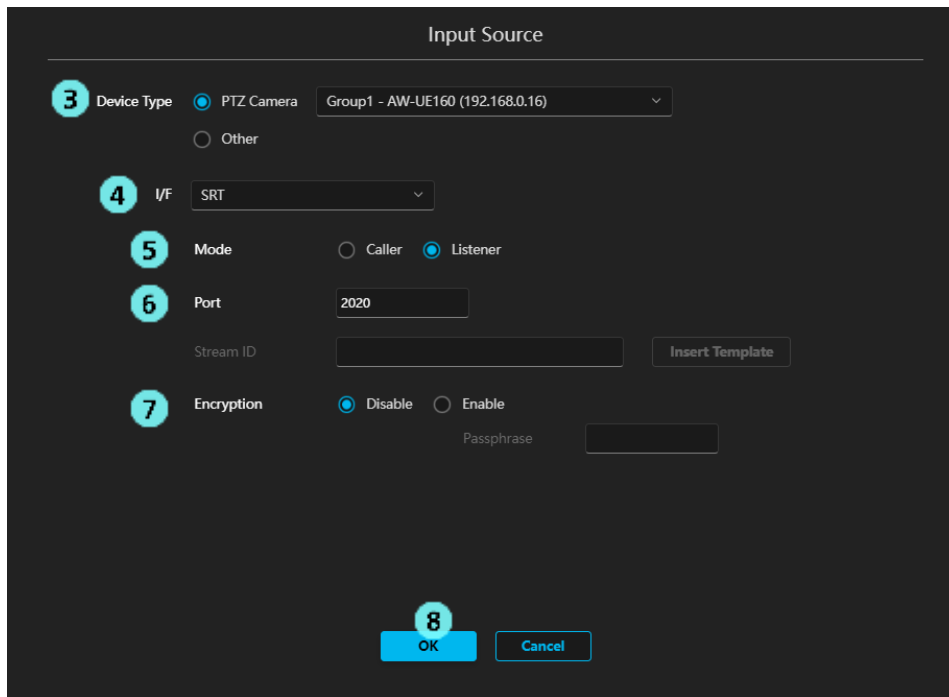 Input Source
3 Device Type PTZ Camera Group1 - AW-UE160 (192.168.0.16)
Other
4 I/F SRT
5 Mode Caller Listener
6 Port 2020
Stream ID Insert Template
7 Encryption Disable Enable
Passphrase
8
OK Cancel